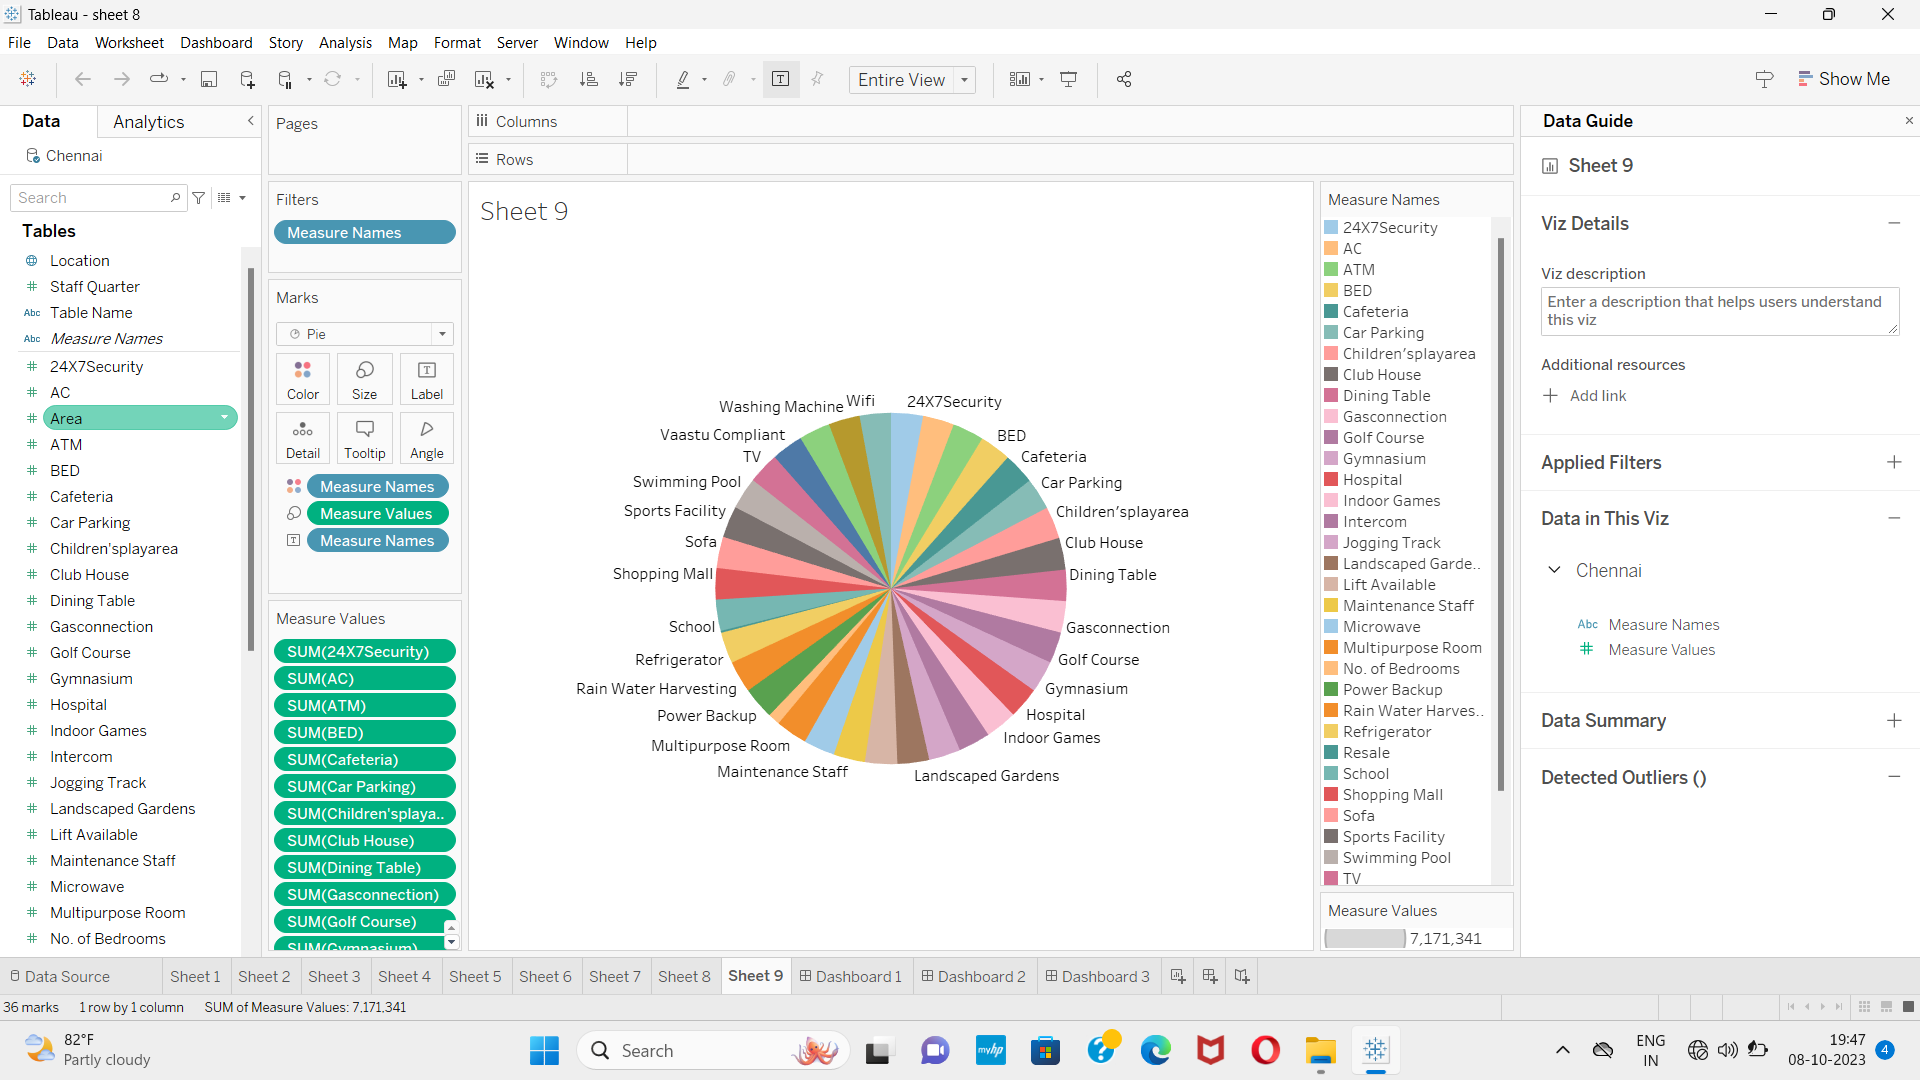 Tableau - sheet 8
File Data Worksheet Dashboard Story Analysis Map Format Server Window Help
Entire View
Show Me
Data
Analytics
Chennai
Search
Tables
Location
Staff Quarter
Abc Table Name
Abc Measure Names
24X7Security
AC
Area
ATM
BED
Cafeteria
Car Parking
Children'splayarea
Club House
Dining Table
Gasconnection
Golf Course
Gymnasium
Hospital
Indoor Games
Intercom
Jogging Track
Landscaped Gardens
Lift Available
Maintenance Staff
Microwave
Multipurpose Room
No. of Bedrooms
Pages
Filters
Measure Names
Marks
Pie
Color Size Label
Detail Tooltip Angle
Measure Names
Measure Values
Measure Names
Measure Values
SUM(24X7Security)
SUM(AC)
SUM(ATM)
SUM(BED)
SUM(Cafeteria)
SUM(Car Parking)
SUM(Children'splaya..
SUM(Club House)
SUM(Dining Table)
SUM(Gasconnection)
SUM(Golf Course)
SUM(Gymnasium)
Columns
Rows
Sheet 9
Wifi
24X7Security
Washing Machine
Vaastu Compliant
BED
TV
Cafeteria
Swimming Pool
Car Parking
Sports Facility
Children'splayarea
Sofa
Club House
Shopping Mall
Dining Table
School
Gasconnection
Refrigerator
Golf Course
Rain Water Harvesting
Gymnasium
Power Backup
Hospital
Multipurpose Room
Indoor Games
Maintenance Staff
Landscaped Gardens
Measure Names
24X7Security
AC
ATM
BED
Cafeteria
Car Parking
Children'splayarea
Club House
Dining Table
Gasconnection
Golf Course
Gymnasium
Hospital
Indoor Games
Intercom
Jogging Track
Landscaped Garde..
Lift Available
Maintenance Staff
Microwave
Multipurpose Room
No. of Bedrooms
Power Backup
Rain Water Harves..
Refrigerator
Resale
School
Shopping Mall
Sofa
Sports Facility
Swimming Pool
TV
Measure Values
7,171,341
Data Guide
Sheet 9
Viz Details
Viz description
Enter a description that helps users understand
this viz
Additional resources
Add link
Applied Filters
Data in This Viz
Chennai
Abc Measure Names
Measure Values
Data Summary
Detected Outliers ()
Data Source Sheet 1 Sheet 2 Sheet 3 Sheet 4 Sheet 5 Sheet 6 Sheet 7 Sheet 8 Sheet 9 Dashboard 1 Dashboard 2 Dashboard 3
36 marks 1 row by 1 column SUM of Measure Values: 7,171,341
82°F
Partly cloudy
Search
myhp
ENG
IN
19:47
08-10-2023
4